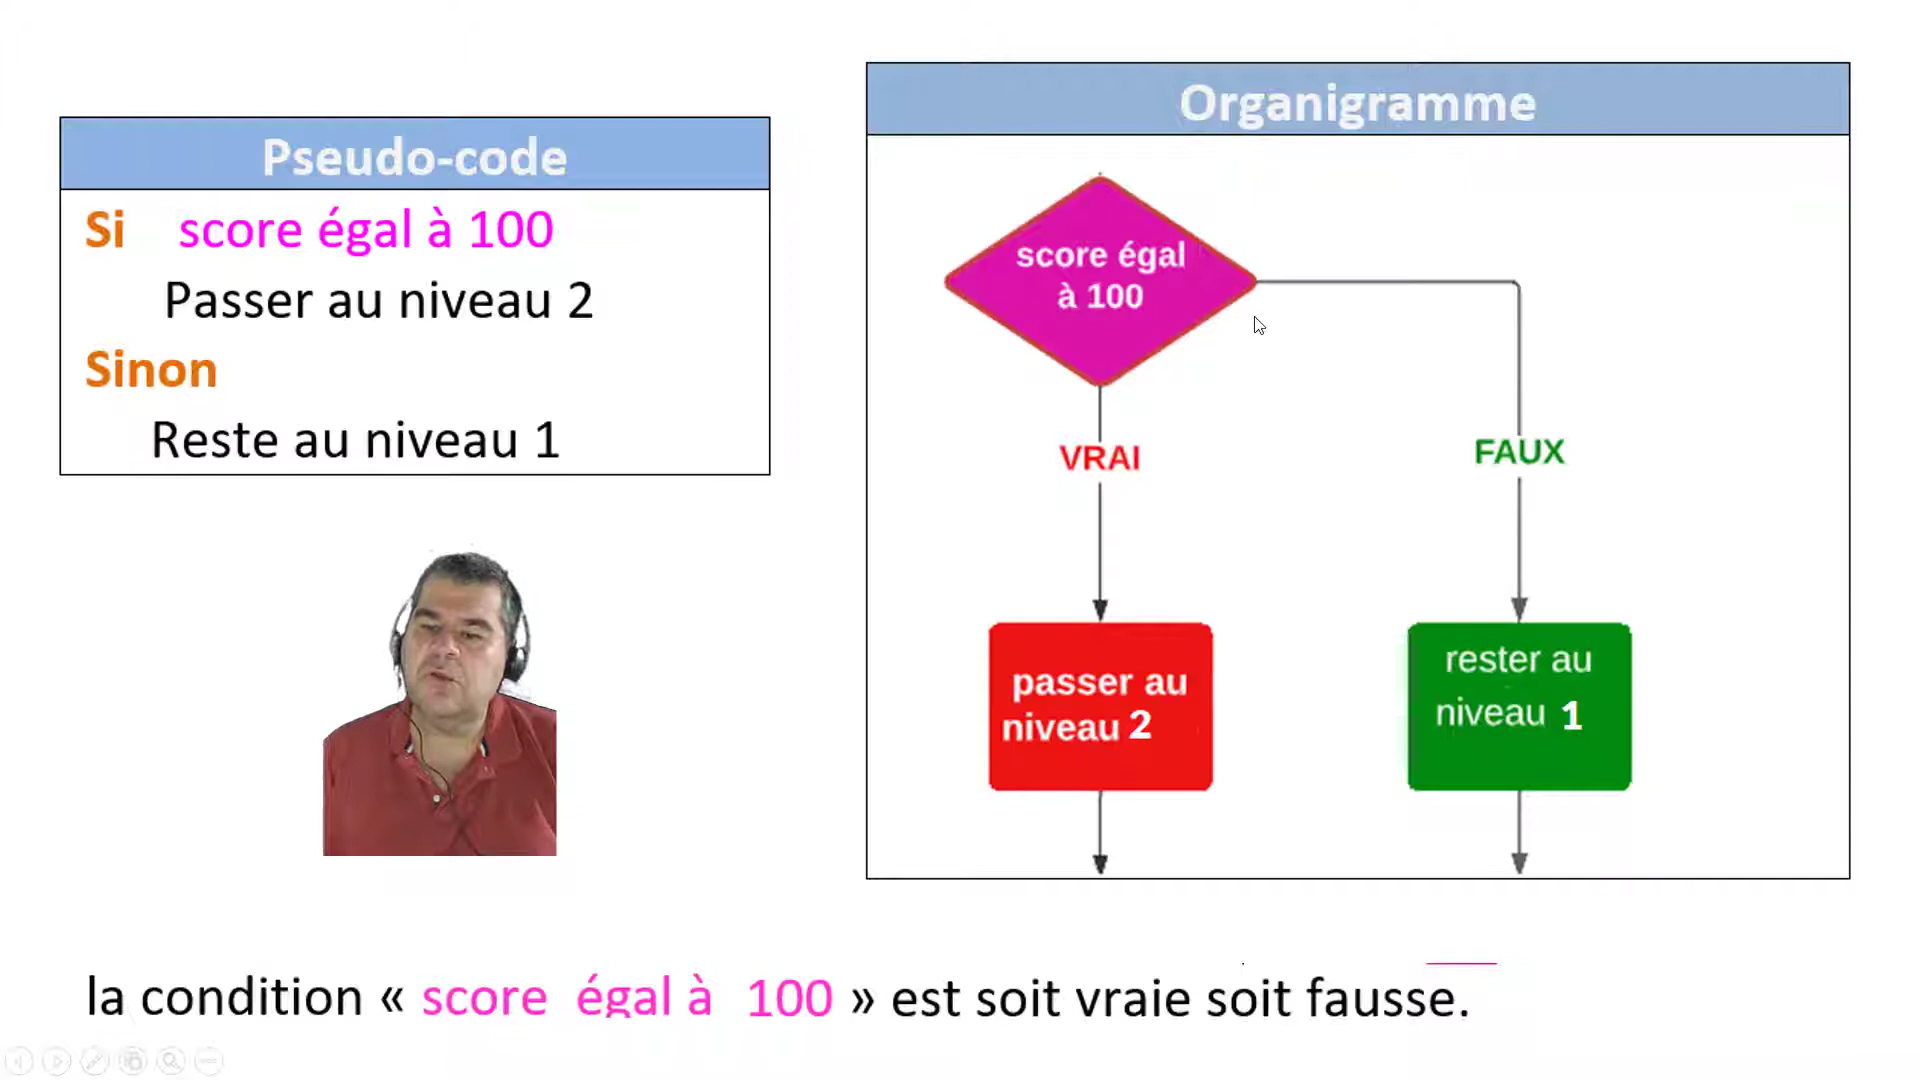 Pseudo-code
Si score égal à 100
Passer au niveau 2
Sinon
Reste au niveau 1
Organigramme
score égal
à 100
VRAI
FAUX
passer au
niveau 2
rester au
niveau 1
la condition « score égal à 100 » est soit vraie soit fausse.